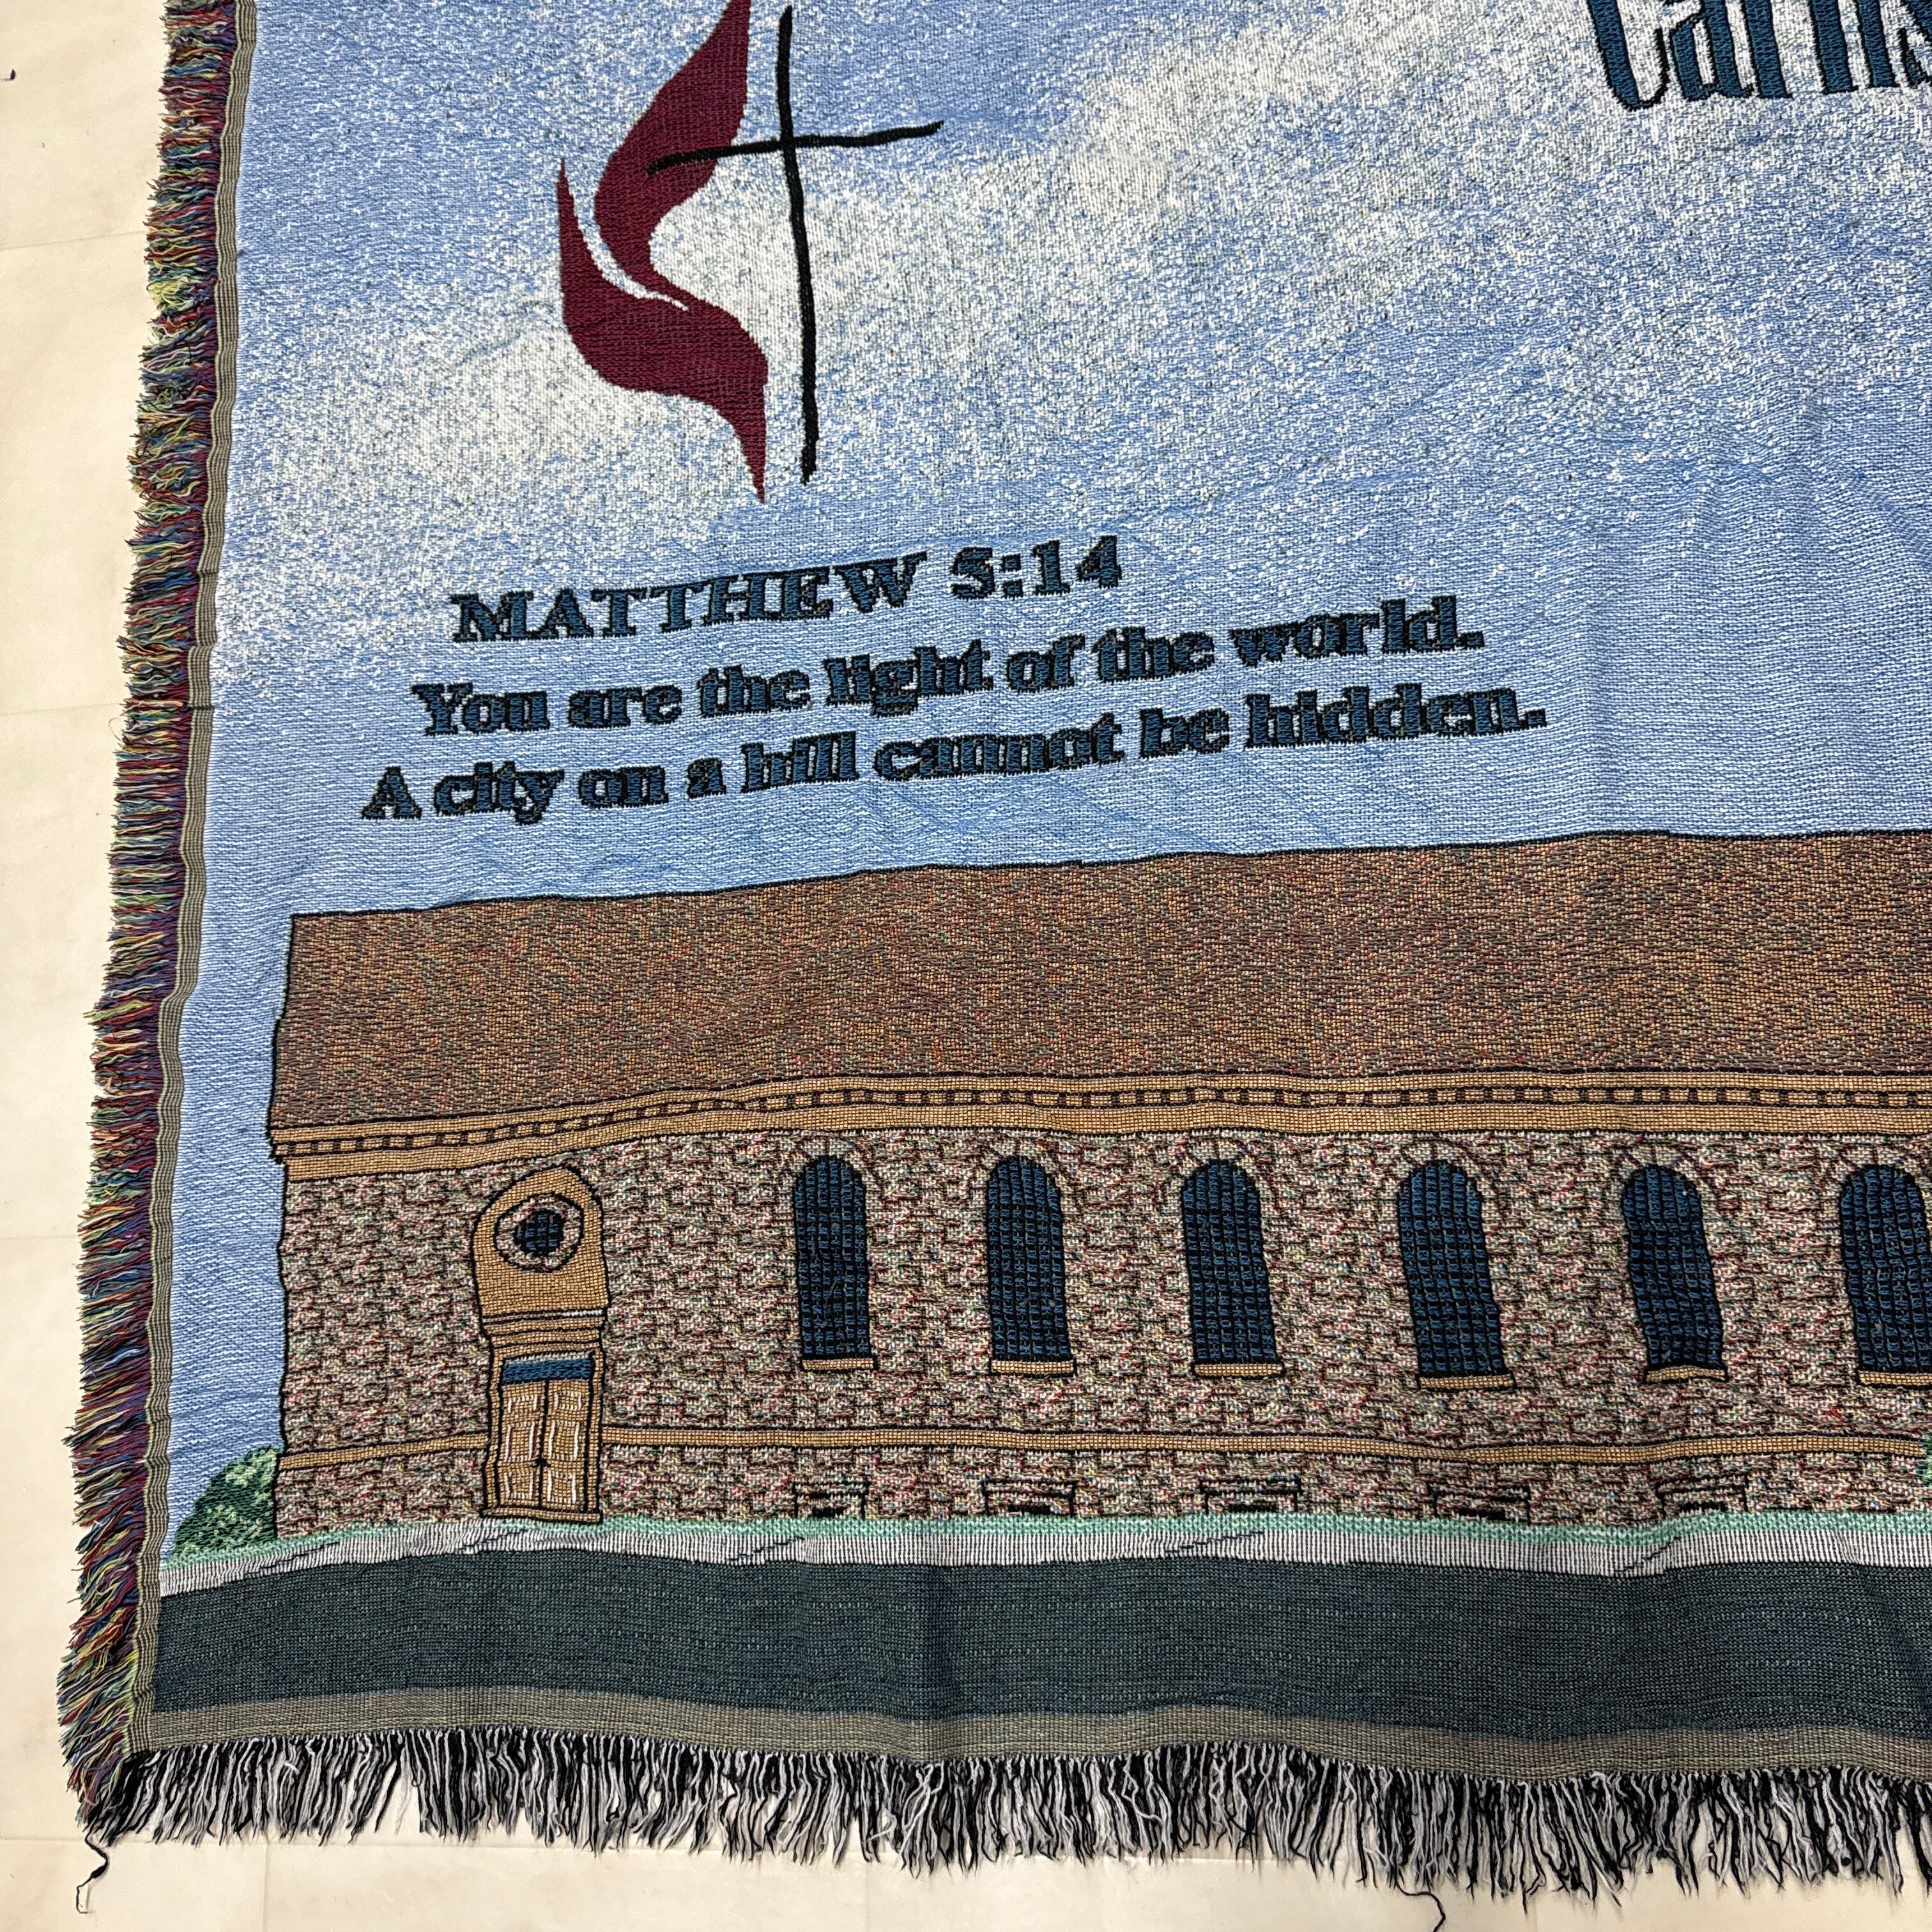 MATTHEW 5:14
You are the light of the world.
A city on a hill cannot be hidden.